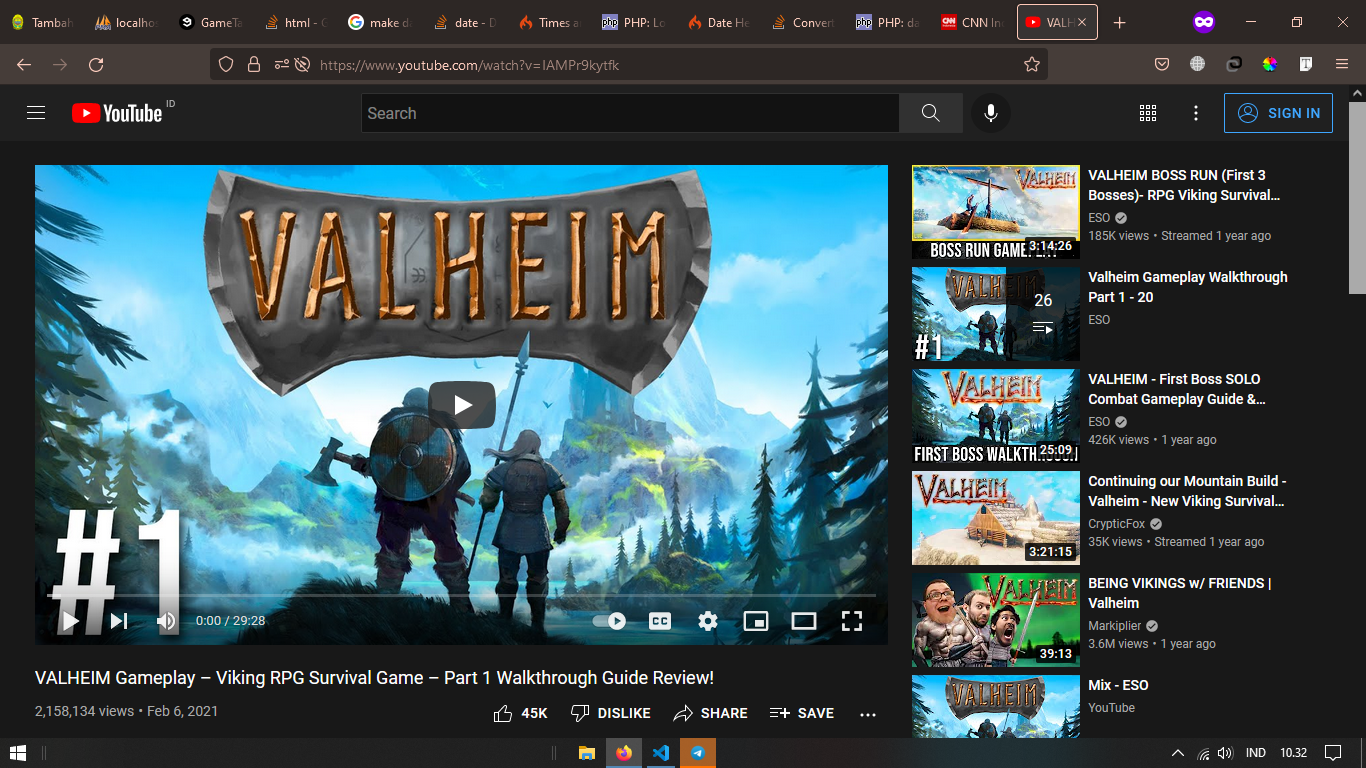 Tambah
localhos
GameTa
html - C
make da
date - D
Times a
PHP: Lo
Date He
Convert
PHP: da
CNN In
VALH
https://www.youtube.com/watch?v=IAMPr9kytfk
YouTube ID
Search
SIGN IN
VALHEIM
#1
0:00 / 29:28
CC
VALHEIM Gameplay – Viking RPG Survival Game – Part 1 Walkthrough Guide Review!
2,158,134 views • Feb 6, 2021
45K
DISLIKE
SHARE
SAVE
VALHEIM
BOSS RUN GAMEPLAY
3:14:26
VALHEIM BOSS RUN (First 3
Bosses)- RPG Viking Survival…
ESO
185K views • Streamed 1 year ago
VALHEIM
#1
26
Valheim Gameplay Walkthrough
Part 1 - 20
ESO
VALHEIM
FIRST BOSS WALKTHROUGH
25:09
VALHEIM - First Boss SOLO
Combat Gameplay Guide &…
ESO
426K views • 1 year ago
VALHEIM
3:21:15
Continuing our Mountain Build -
Valheim - New Viking Survival…
CrypticFox
35K views • Streamed 1 year ago
VALHEIM
39:13
BEING VIKINGS w/ FRIENDS |
Valheim
Markiplier
3.6M views • 1 year ago
VALHEIM
Mix - ESO
YouTube
IND
10.32